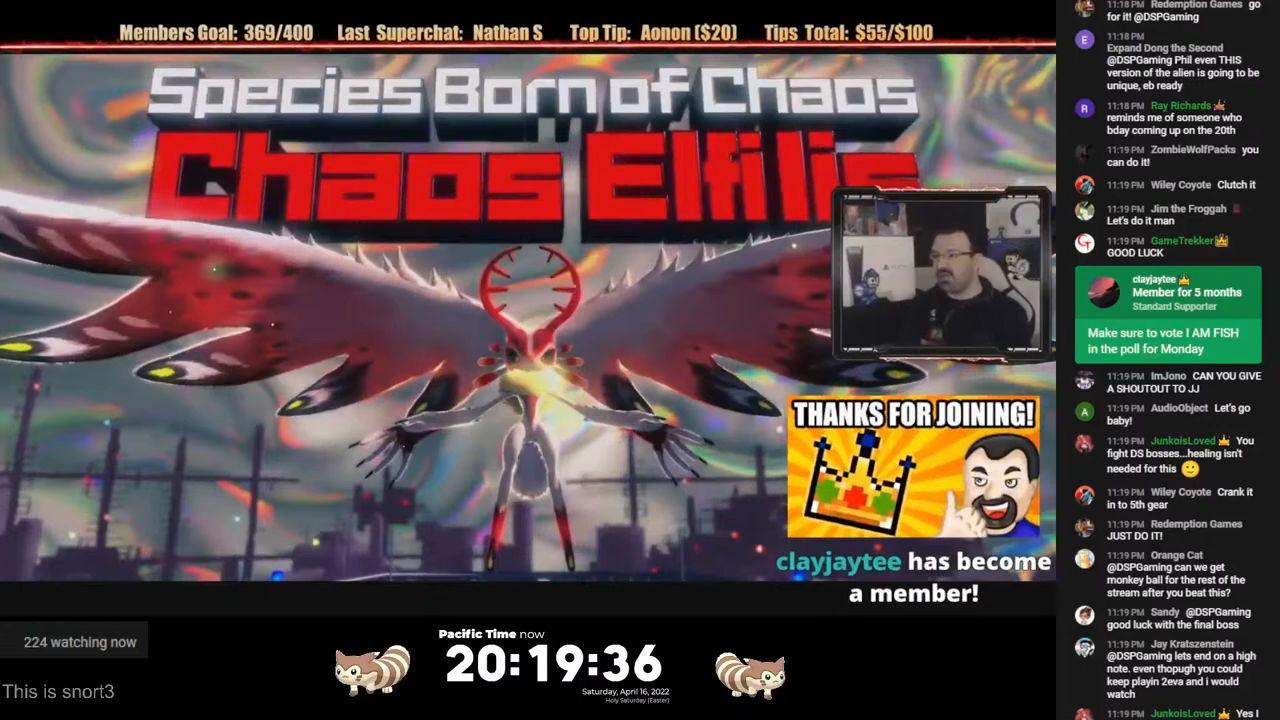 Members Goal: 369/400 Last Superchat: Nathan S Top Tip: Aonon ($20) Tips Total: $55/$100
Species Born of Chaos
Chaos Elfilis
THANKS FOR JOINING!
clayjaytee has become
a member!
224 watching now
This is snort3
Pacific Time now
20:19:36
Saturday, April 16, 2022
Holy Saturday (Easter)
11:18 PM Redemption Games go
for it! @DSPGaming
E
11:18 PM
Expand Dong the Second
@DSPGaming Phil even THIS
version of the alien is going to be
unique, eb ready
R
11:18 PM Ray Richards
reminds me of someone who
bday coming up on the 20th
11:19 PM ZombieWolfPacks you
can do it!
11:19 PM Wiley Coyote Clutch it
11:19 PM Jim the Froggah
Let's do it man
11:19 PM GameTrekker
GOOD LUCK
clayjaytee
Member for 5 months
Standard Supporter
Make sure to vote I AM FISH
in the poll for Monday
11:19 PM ImJono CAN YOU GIVE
A SHOUTOUT TO JJ
A
11:19 PM AudioObject Let's go
baby!
11:19 PM JunkoisLoved You
fight DS bosses...healing isn't
needed for this
11:19 PM Wiley Coyote Crank it
in to 5th gear
11:19 PM Redemption Games
JUST DO IT!
11:19 PM Orange Cat
@DSPGaming can we get
monkey ball for the rest of the
stream after you beat this?
11:19 PM Sandy @DSPGaming
good luck with the final boss
11:19 PM Jay Kratszenstein
@DSPGaming lets end on a high
note. even thopugh you could
keep playin 2eva and i would
watch
11:19 PM JunkoisLoved Yes I